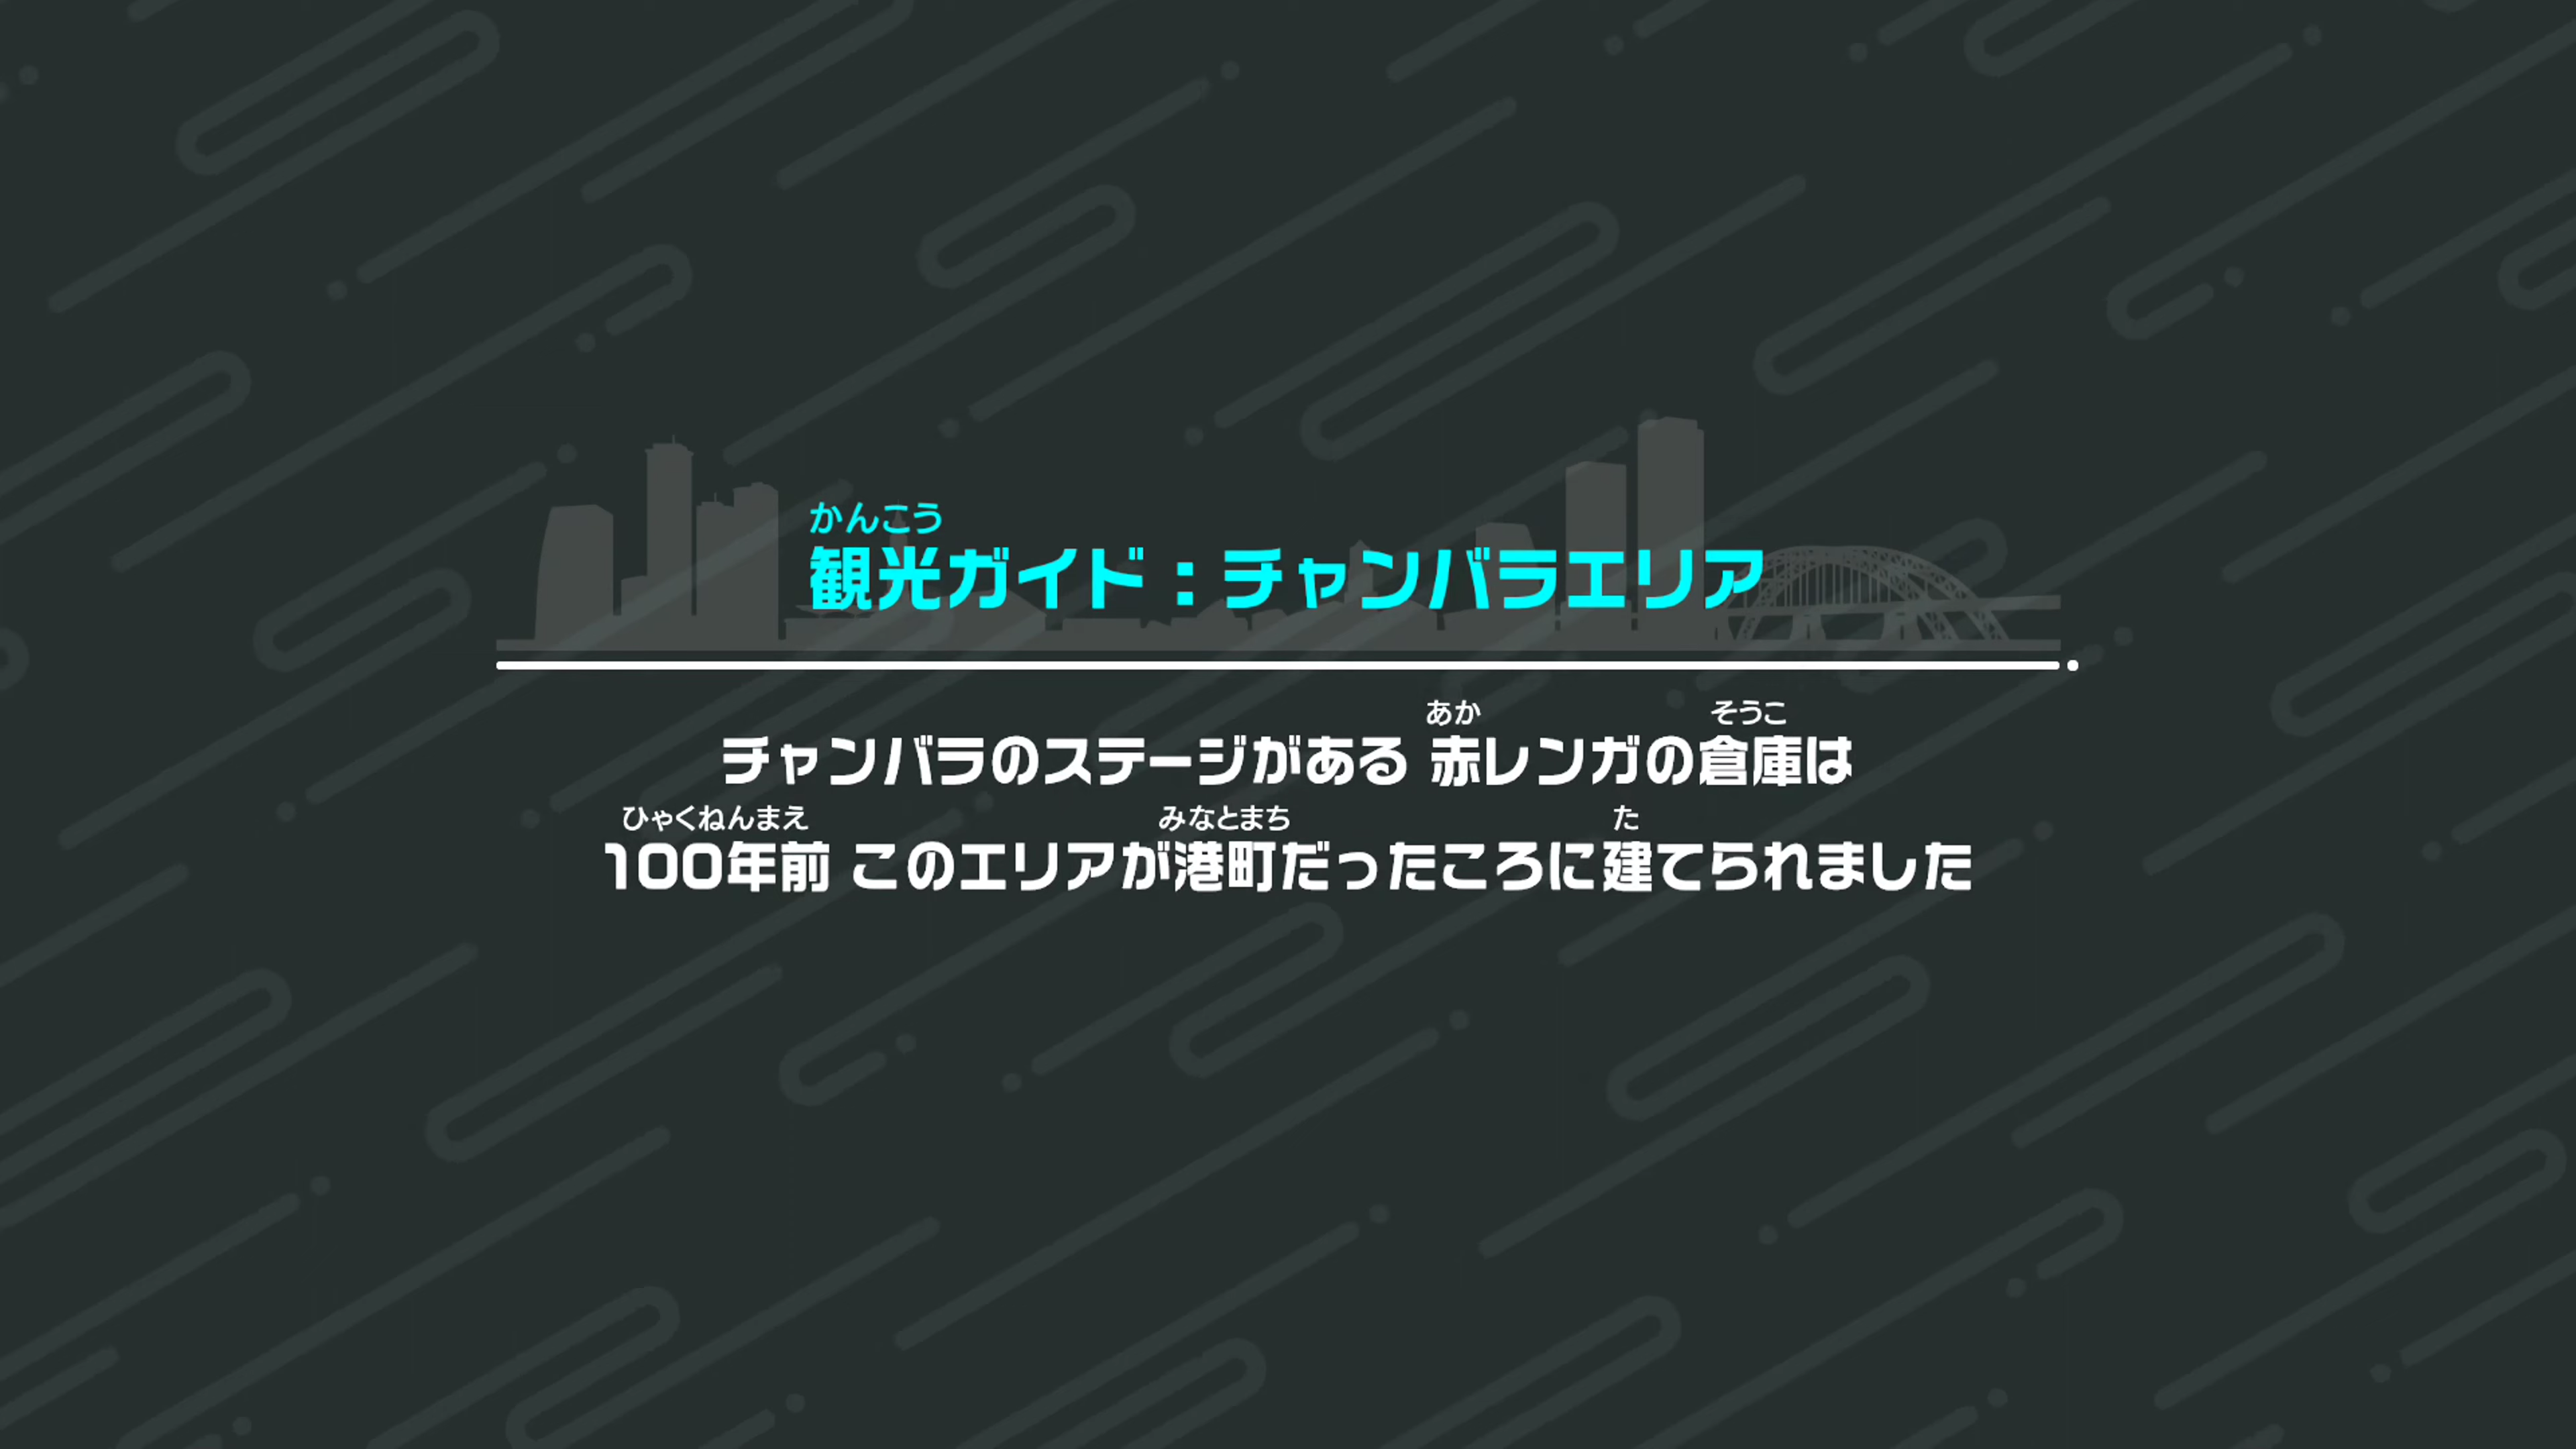 かんこう
観光ガイド：チャンバラエリア
あか そうこ
チャンバラのステージがある 赤レンガの倉庫は
ひゃくねんまえ みなとまち た
100年前 このエリアが港町だったころに建てられました